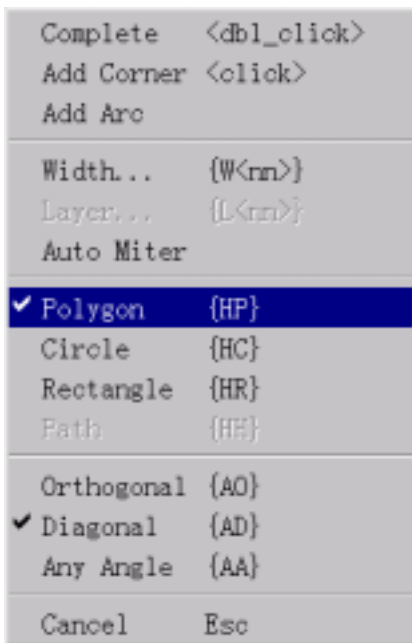 Complete <dbl_click>
Add Corner <click>
Add Arc
Width... {W<nn>}
Layer... {L<nn>}
Auto Miter
Polygon {HP}
Circle {HC}
Rectangle {HR}
Path {HH}
Orthogonal {AO}
Diagonal {AD}
Any Angle {AA}
Cancel Esc